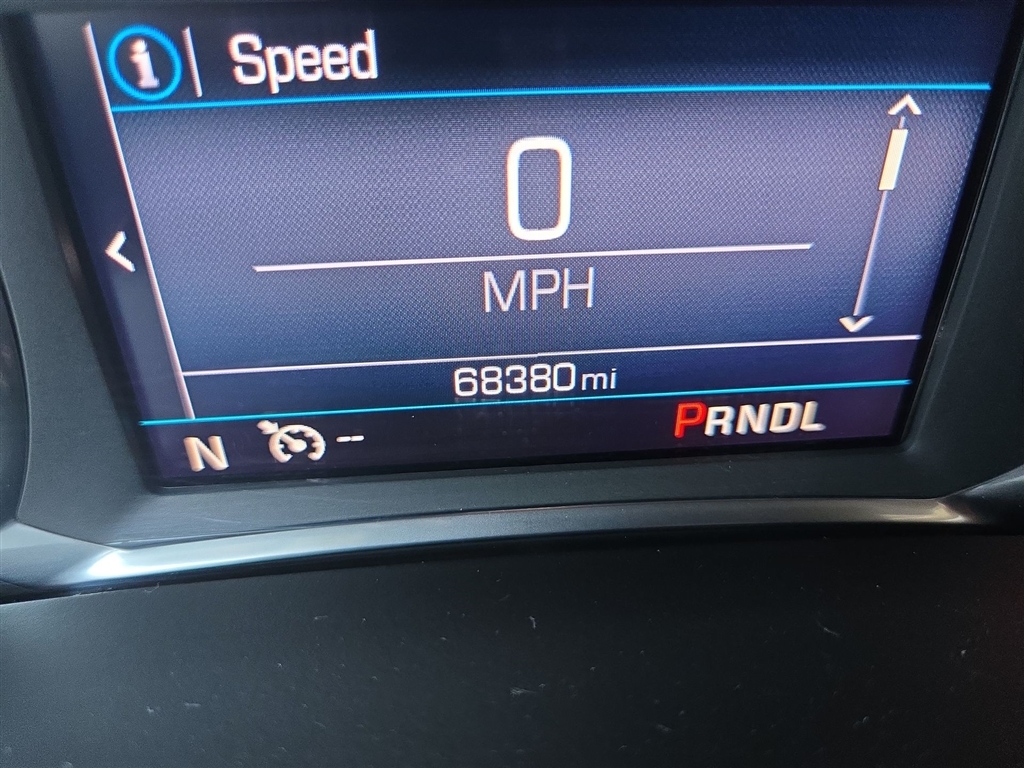 i Speed
0
MPH
68380 mi
N -- PRNDL